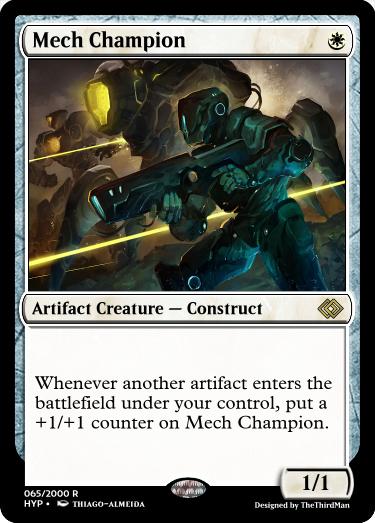 Mech Champion
Artifact Creature — Construct
Whenever another artifact enters the
battlefield under your control, put a
+1/+1 counter on Mech Champion.
1/1
065/2000 R
HYP • THIAGO-ALMEIDA
Designed by TheThirdMan